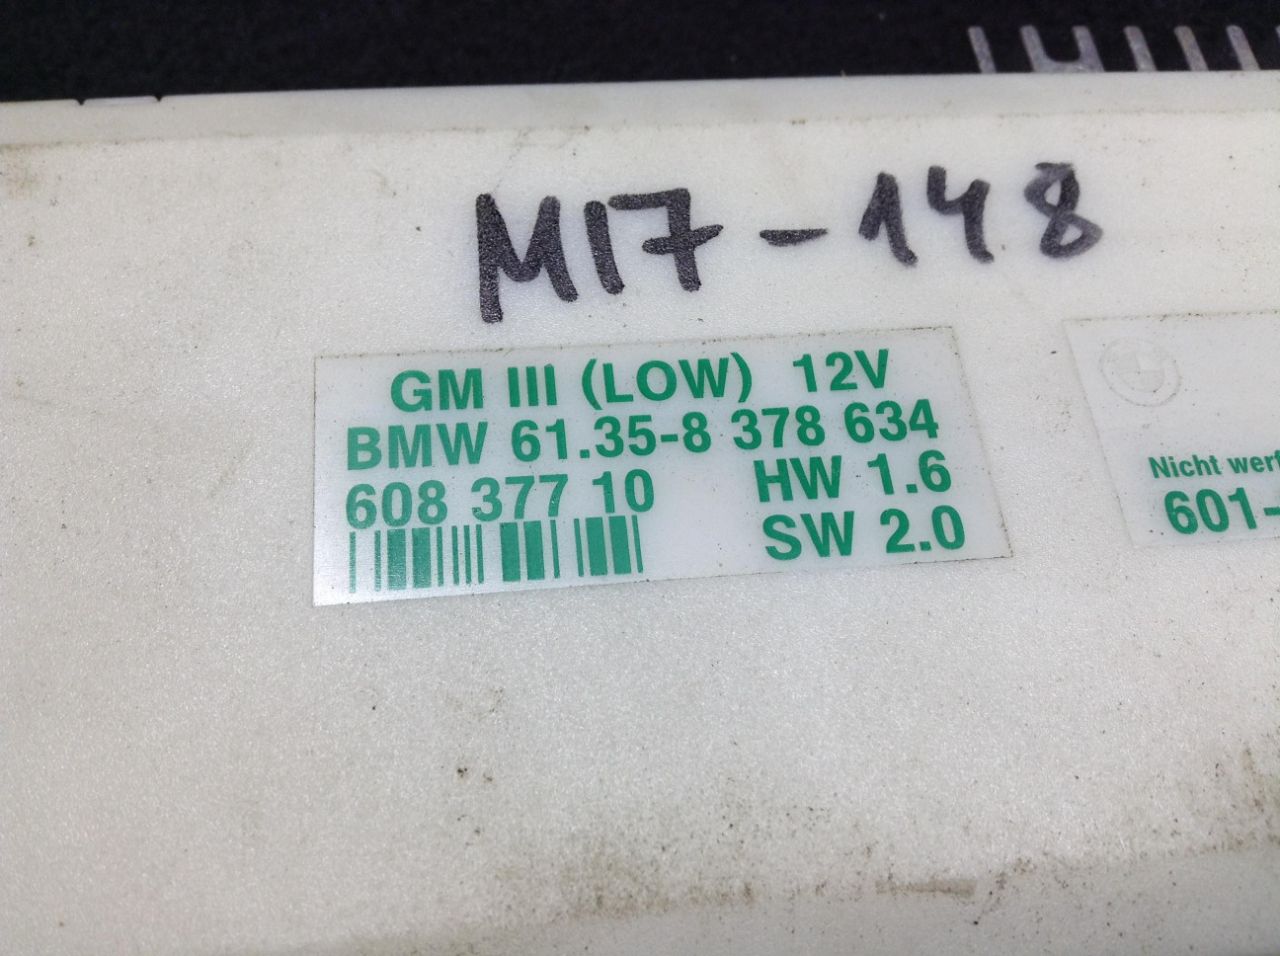 M17-148
GM III (LOW) 12V
BMW 61.35-8 378 634
608 377 10 HW 1.6
SW 2.0
Nicht
601-